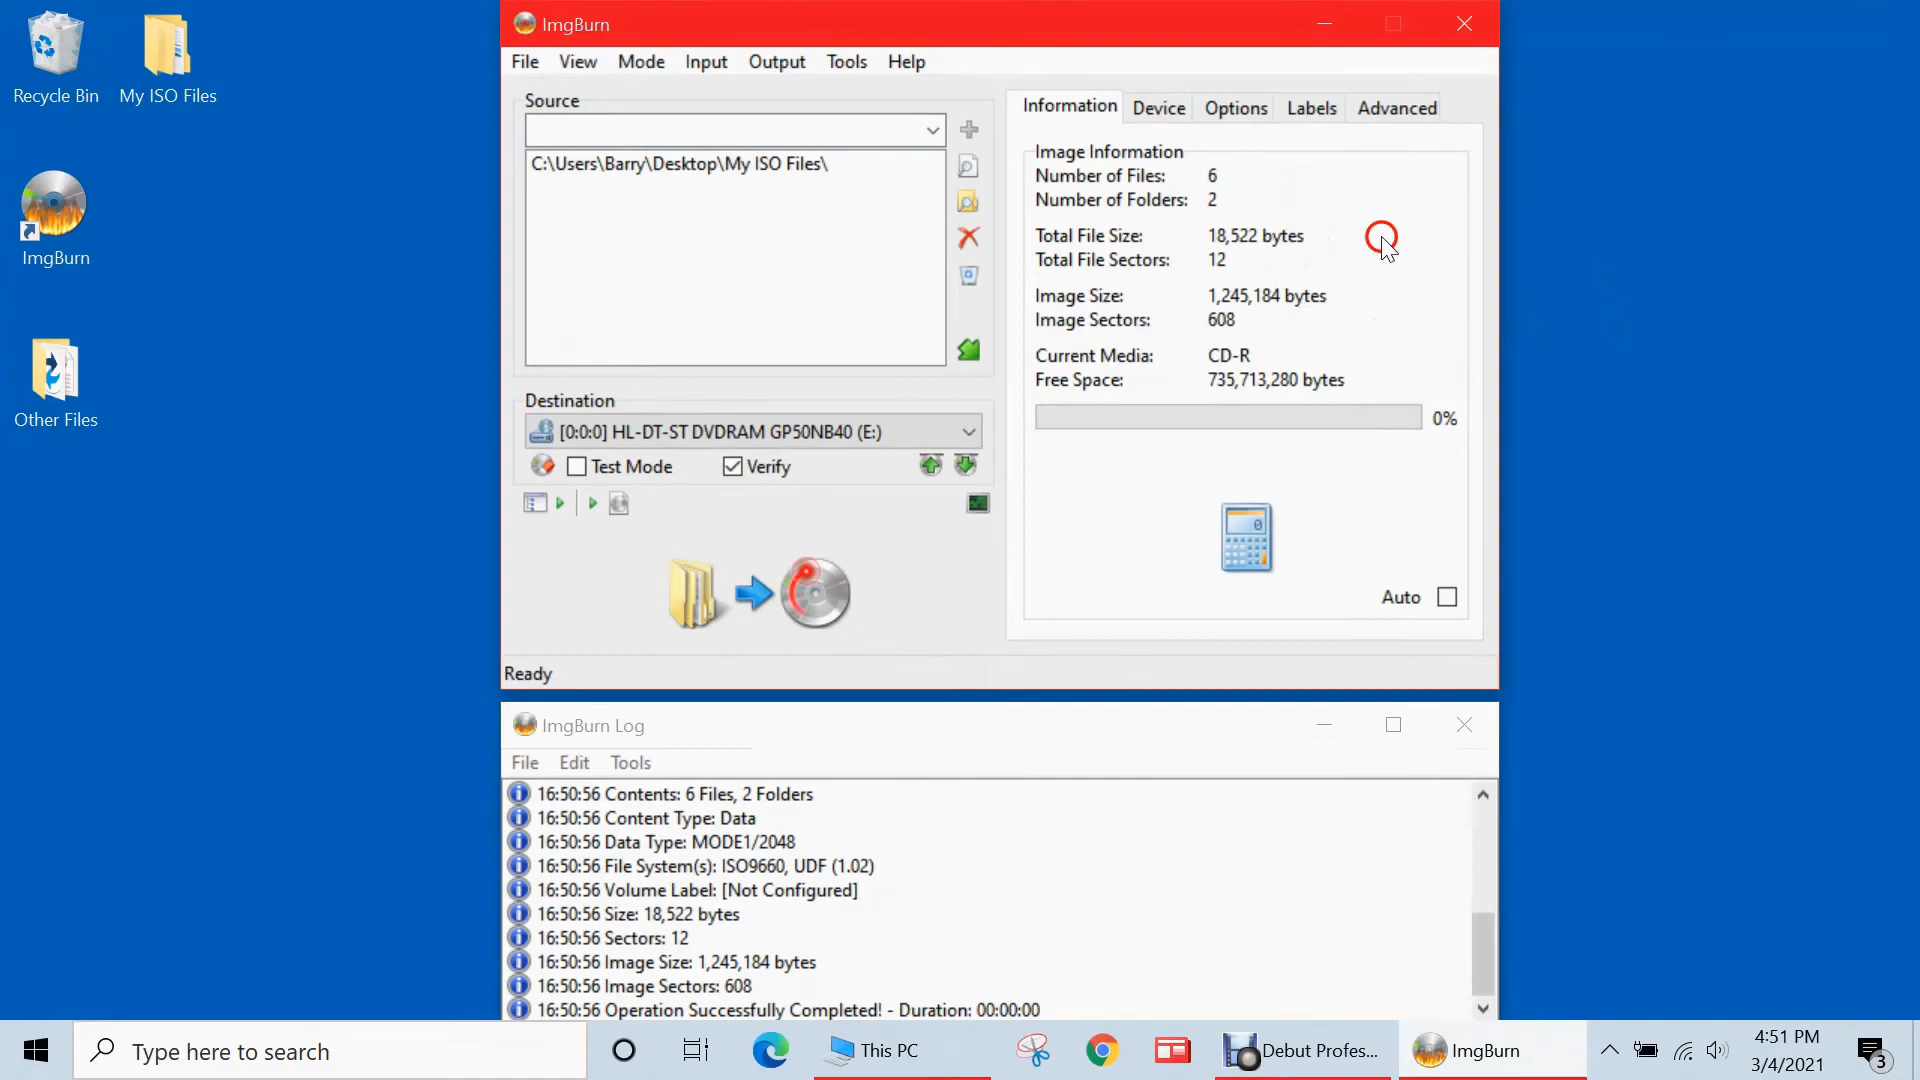 Recycle Bin
My ISO Files
ImgBurn
Other Files
ImgBurn
File View Mode Input Output Tools Help
Source
C:\Users\Barry\Desktop\My ISO Files\
Destination
[0:0:0] HL-DT-ST DVDRAM GP50NB40 (E:)
Test Mode Verify
Information Device Options Labels Advanced
Image Information
Number of Files: 6
Number of Folders: 2
Total File Size: 18,522 bytes
Total File Sectors: 12
Image Size: 1,245,184 bytes
Image Sectors: 608
Current Media: CD-R
Free Space: 735,713,280 bytes
0%
0
Auto
Ready
ImgBurn Log
File Edit Tools
16:50:56 Contents: 6 Files, 2 Folders
16:50:56 Content Type: Data
16:50:56 Data Type: MODE1/2048
16:50:56 File System(s): ISO9660, UDF (1.02)
16:50:56 Volume Label: [Not Configured]
16:50:56 Size: 18,522 bytes
16:50:56 Sectors: 12
16:50:56 Image Size: 1,245,184 bytes
16:50:56 Image Sectors: 608
16:50:56 Operation Successfully Completed! - Duration: 00:00:00
Type here to search
This PC
Debut Profes...
ImgBurn
4:51 PM
3/4/2021
3